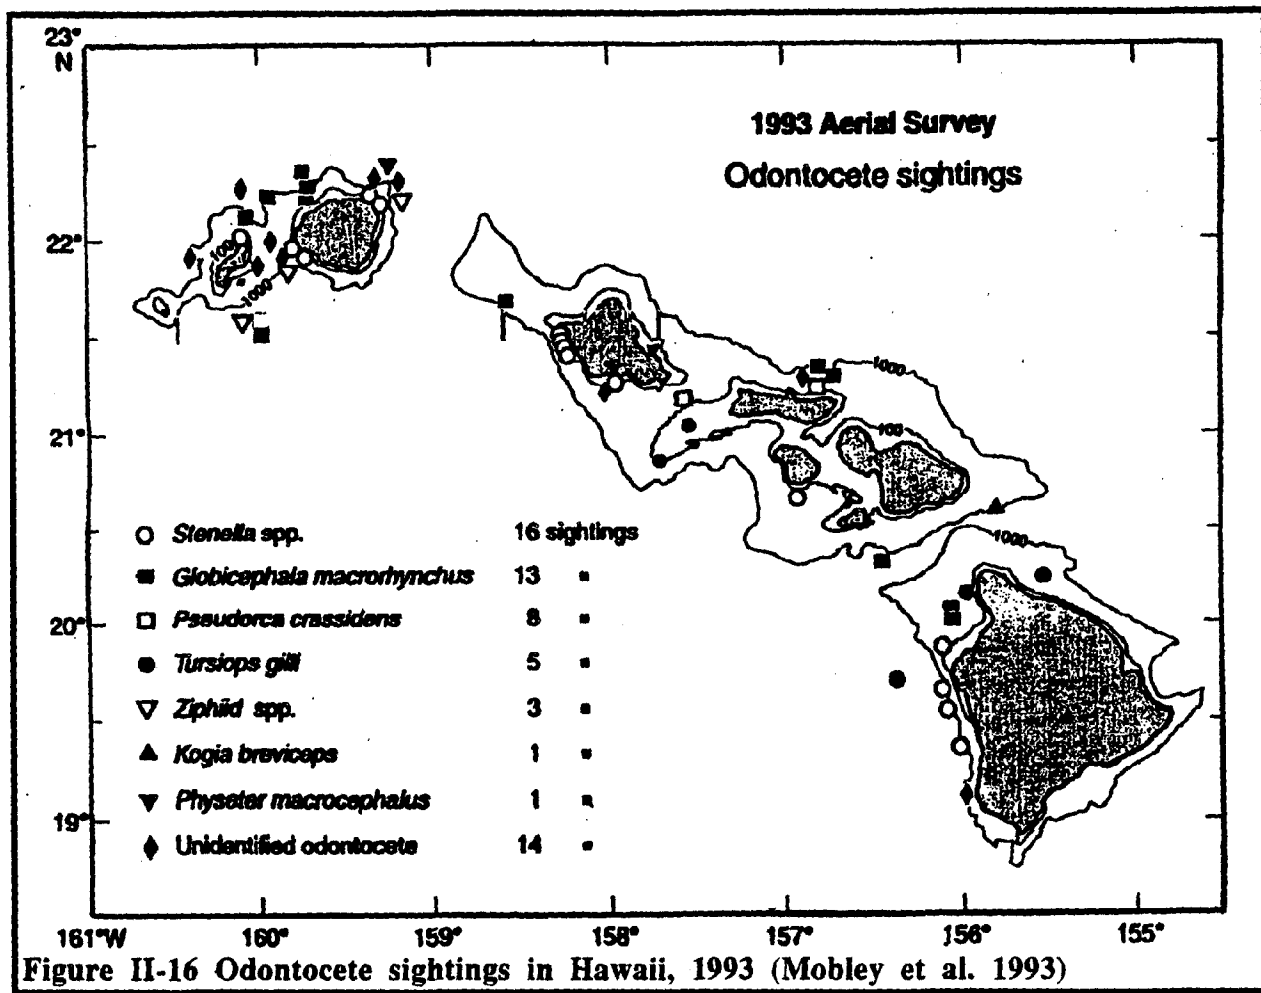 23°
N
1993 Aerial Survey
Odontocete sightings
22°
100
1000
1000
21°
100
Stenella spp. 16 sightings
1000
Globicephala macrorhynchus 13 "
Pseudorca crassidens 8 "
20°
Tursiops gilli 5 "
Ziphiid spp. 3 "
Kogia breviceps 1 "
Physeter macrocephalus 1 "
19°
Unidentified odontocete 14 "
161°W 160° 159° 158° 157° 156° 155°
Figure II-16 Odontocete sightings in Hawaii, 1993 (Mobley et al. 1993)